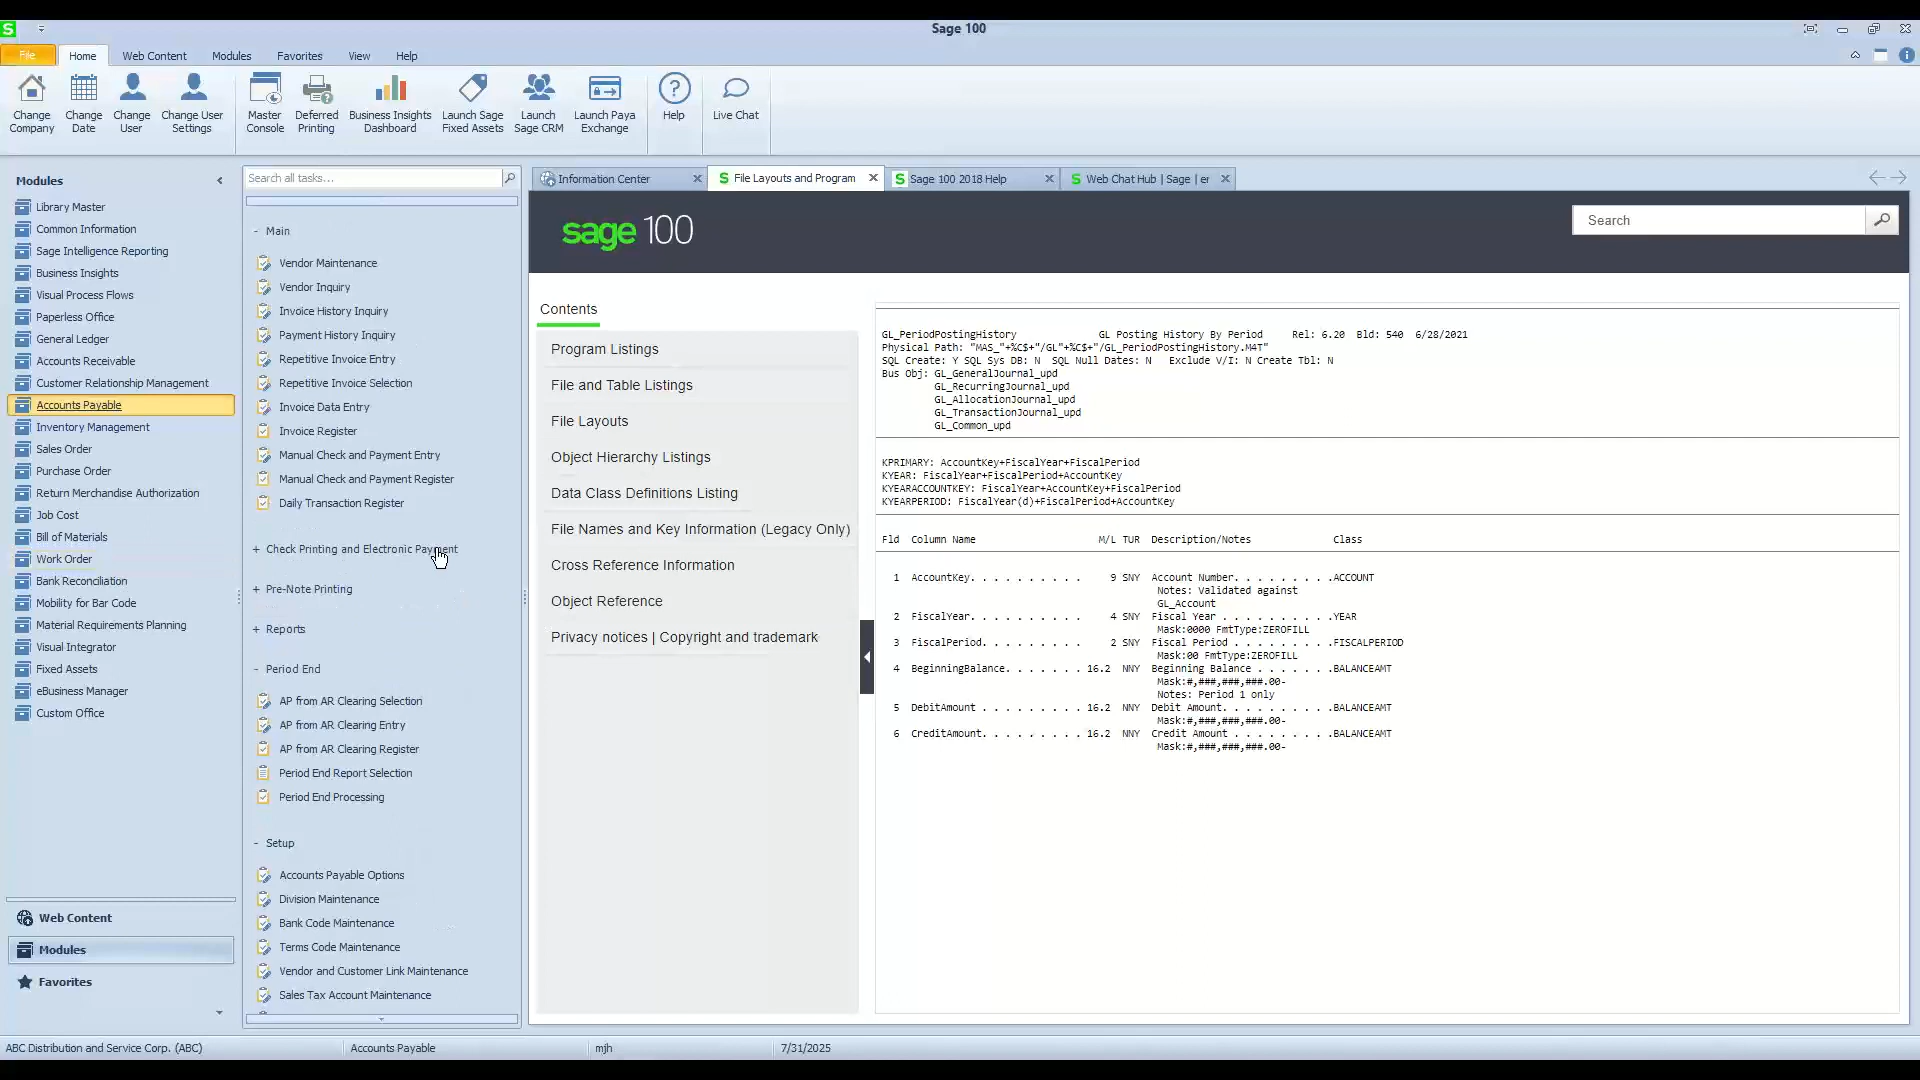 Sage 100
File
Home
Web Content
Modules
Favorites
View
Help
Change Company
Change Date
Change User
Change User Settings
Master Console
Deferred Printing
Business Insights Dashboard
Launch Sage Fixed Assets
Launch Sage CRM
Launch Paya Exchange
Help
Live Chat
Modules
Library Master
Common Information
Sage Intelligence Reporting
Business Insights
Visual Process Flows
Paperless Office
General Ledger
Accounts Receivable
Customer Relationship Management
Accounts Payable
Inventory Management
Sales Order
Purchase Order
Return Merchandise Authorization
Job Cost
Bill of Materials
Work Order
Bank Reconciliation
Mobility for Bar Code
Material Requirements Planning
Visual Integrator
Fixed Assets
eBusiness Manager
Custom Office
Web Content
Modules
Favorites
Search all tasks...
- Main
Vendor Maintenance
Vendor Inquiry
Invoice History Inquiry
Payment History Inquiry
Repetitive Invoice Entry
Repetitive Invoice Selection
Invoice Data Entry
Invoice Register
Manual Check and Payment Entry
Manual Check and Payment Register
Daily Transaction Register
+ Check Printing and Electronic Payment
+ Pre-Note Printing
+ Reports
- Period End
AP from AR Clearing Selection
AP from AR Clearing Entry
AP from AR Clearing Register
Period End Report Selection
Period End Processing
- Setup
Accounts Payable Options
Division Maintenance
Bank Code Maintenance
Terms Code Maintenance
Vendor and Customer Link Maintenance
Sales Tax Account Maintenance
Information Center
File Layouts and Program
Sage 100 2018 Help
Web Chat Hub | Sage | er
sage 100
Search
Contents
Program Listings
File and Table Listings
File Layouts
Object Hierarchy Listings
Data Class Definitions Listing
File Names and Key Information (Legacy Only)
Cross Reference Information
Object Reference
Privacy notices | Copyright and trademark
GL_PeriodPostingHistory GL Posting History By Period Rel: 6.20 Bld: 540 6/28/2021
Physical Path: "MAS_"+%C$+"/GL"+%C$+"/GL_PeriodPostingHistory.M4T"
SQL Create: Y SQL Sys DB: N SQL Null Dates: N Exclude V/I: N Create Tbl: N
Bus Obj: GL_GeneralJournal_upd
GL_RecurringJournal_upd
GL_AllocationJournal_upd
GL_TransactionJournal_upd
GL_Common_upd
KPRIMARY: AccountKey+FiscalYear+FiscalPeriod
KYEAR: FiscalYear+FiscalPeriod+AccountKey
KYEARACCOUNTKEY: FiscalYear+AccountKey+FiscalPeriod
KYEARPERIOD: FiscalYear(d)+FiscalPeriod+AccountKey
Fld Column Name M/L TUR Description/Notes Class
1 AccountKey. . . . . . . . . . 9 SNY Account Number. . . . . . . . .ACCOUNT
Notes: Validated against
GL_Account
2 FiscalYear. . . . . . . . . . 4 SNY Fiscal Year . . . . . . . . . .YEAR
Mask:0000 FmtType:ZEROFILL
3 FiscalPeriod. . . . . . . . . 2 SNY Fiscal Period . . . . . . . . .FISCALPERIOD
Mask:00 FmtType:ZEROFILL
4 BeginningBalance. . . . . . . 16.2 NNY Beginning Balance . . . . . . .BALANCEAMT
Mask:#,###,###,###.00-
Notes: Period 1 only
5 DebitAmount . . . . . . . . . 16.2 NNY Debit Amount. . . . . . . . . .BALANCEAMT
Mask:#,###,###,###.00-
6 CreditAmount. . . . . . . . . 16.2 NNY Credit Amount . . . . . . . . .BALANCEAMT
Mask:#,###,###,###.00-
ABC Distribution and Service Corp. (ABC)
Accounts Payable
mjh
7/31/2025